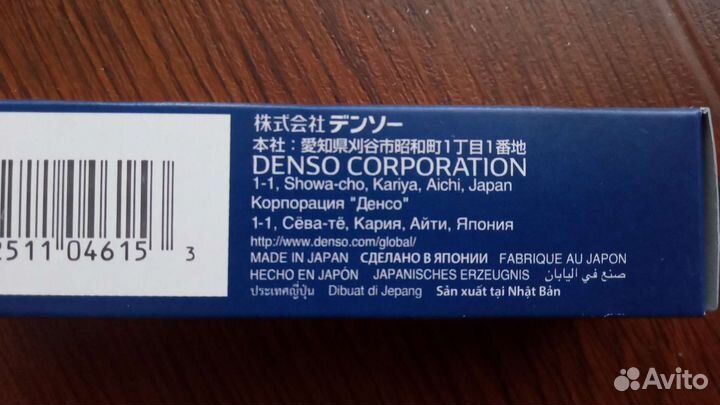 株式会社 デンソー
本社：愛知県刈谷市昭和町1丁目1番地
DENSO CORPORATION
1-1, Showa-cho, Kariya, Aichi, Japan
Корпорация "Денсо"
1-1, Сёва-тё, Кария, Айти, Япония
http://www.denso.com/global/
MADE IN JAPAN СДЕЛАНО В ЯПОНИИ FABRIQUE AU JAPON
HECHO EN JAPÓN JAPANISCHES ERZEUGNIS صنع في اليابان
ประเทศญี่ปุ่น Dibuat di Jepang Sản xuất tại Nhật Bản
2511 04615 3
Avito